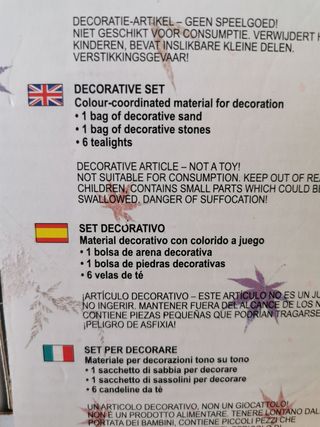 DECORATIE-ARTIKEL – GEEN SPEELGOED!
NIET GESCHIKT VOOR CONSUMPTIE. VERWIJDERT
KINDEREN, BEVAT INSLIKBARE KLEINE DELEN.
VERSTIKKINGSGEVAAR!
DECORATIVE SET
Colour-coordinated material for decoration
• 1 bag of decorative sand
• 1 bag of decorative stones
• 6 tealights
DECORATIVE ARTICLE – NOT A TOY!
NOT SUITABLE FOR CONSUMPTION. KEEP OUT OF
CHILDREN, CONTAINS SMALL PARTS WHICH COULD
SWALLOWED, DANGER OF SUFFOCATION!
SET DECORATIVO
Material decorativo con colorido a juego
• 1 bolsa de arena decorativa
• 1 bolsa de piedras decorativas
• 6 velas de té
¡ARTÍCULO DECORATIVO – ESTE ARTÍCULO NO ES UN
NO INGERIR. MANTENER FUERA DEL ALCANCE DE LOS
CONTIENE PIEZAS PEQUEÑAS QUE PODRÍAN TRAGARSE
¡PELIGRO DE ASFIXIA!
SET PER DECORARE
Materiale per decorazioni tono su tono
• 1 sacchetto di sabbia per decorare
• 1 sacchetto di sassolini per decorare
• 6 candeline da tè
UN ARTICOLO DECORATIVO, NON UN GIOCATTOLO!
NON È UN PRODOTTO ALIMENTARE. TENERE LONTANO
PORTATA DEI BAMBINI, CONTIENE PICCOLI PEZZI CHE